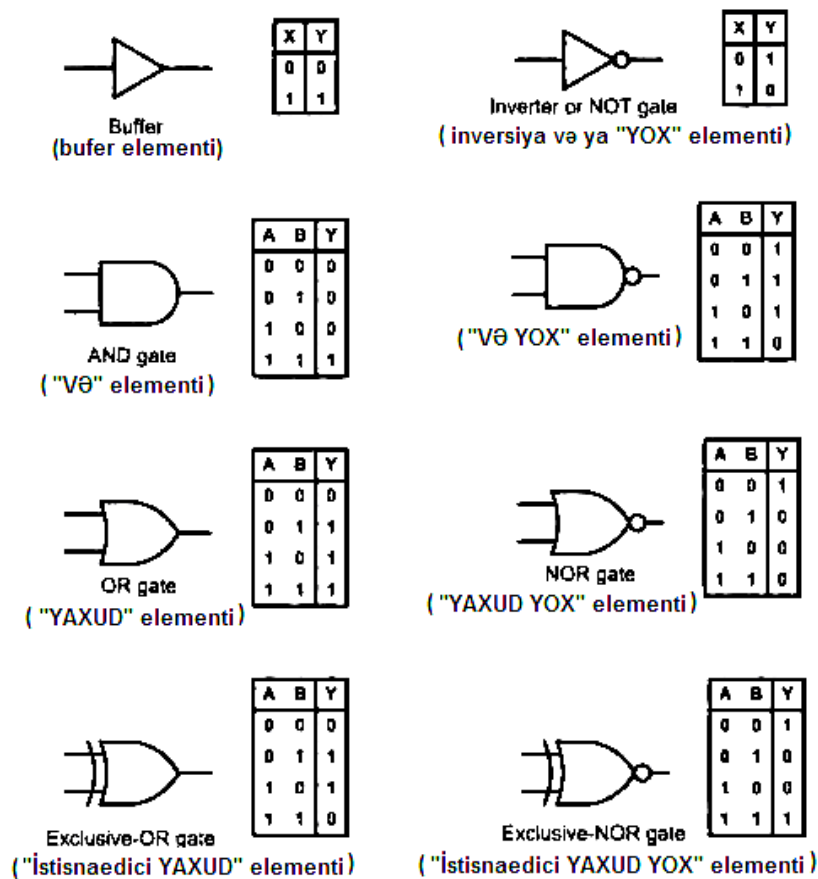 X Y
0 0
1 1
Buffer
(bufer elementi)
X Y
0 1
1 0
Inverter or NOT gate
( inversiya və ya "YOX" elementi)
A B Y
0 0 0
0 1 0
1 0 0
1 1 1
AND gate
( "VƏ" elementi)
A B Y
0 0 1
0 1 1
1 0 1
1 1 0
("VƏ YOX" elementi)
A B Y
0 0 0
0 1 1
1 0 1
1 1 1
OR gate
( "YAXUD" elementi)
A B Y
0 0 1
0 1 0
1 0 0
1 1 0
NOR gate
( "YAXUD YOX" elementi)
A B Y
0 0 0
0 1 1
1 0 1
1 1 0
Exclusive-OR gate
("İstisnaedici YAXUD" elementi)
A B Y
0 0 1
0 1 0
1 0 0
1 1 1
Exclusive-NOR gate
("İstisnaedici YAXUD YOX" elementi)